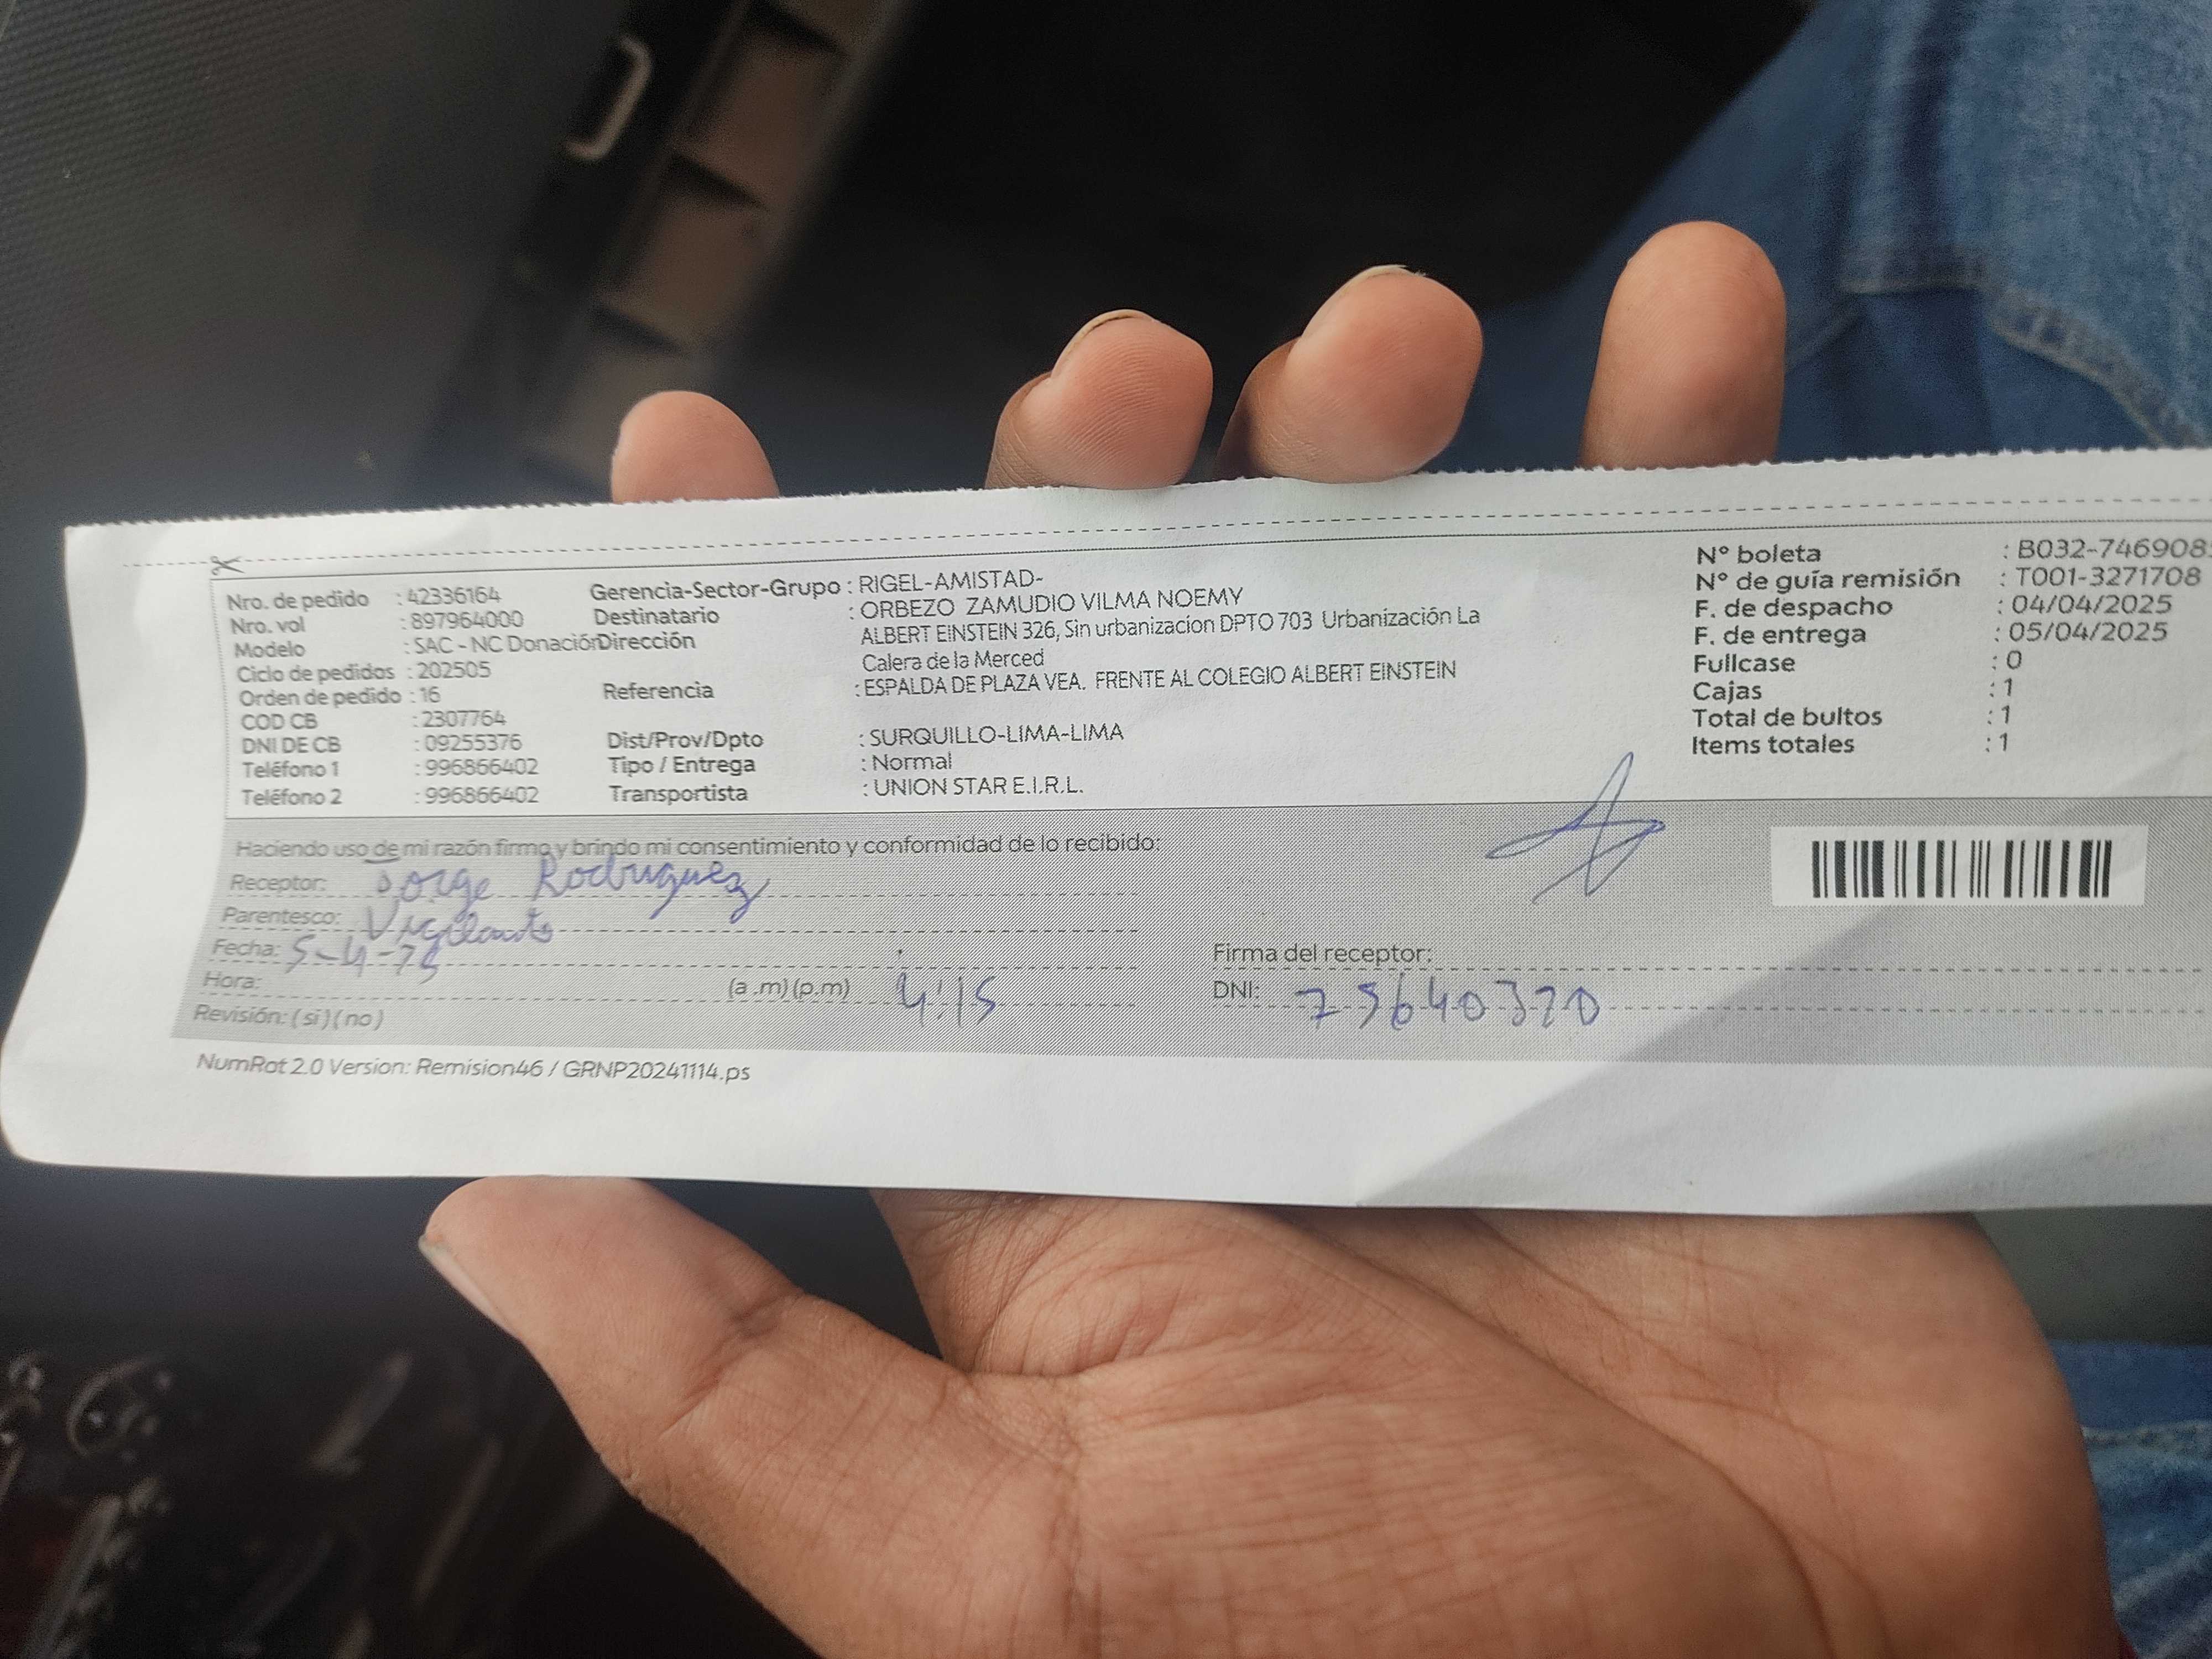 Nro. de pedido : 42336164
Nro. vol : 897964000
Modelo : SAC - NC Donación
Ciclo de pedidos : 202505
Orden de pedido : 16
COD CB : 2307764
DNI DE CB : 09255376
Teléfono 1 : 996866402
Teléfono 2 : 996866402
Gerencia-Sector-Grupo : RIGEL-AMISTAD-
Destinatario : ORBEZO ZAMUDIO VILMA NOEMY
Dirección ALBERT EINSTEIN 326, Sin urbanizacion DPTO 703 Urbanización La
Calera de la Merced
Referencia : ESPALDA DE PLAZA VEA. FRENTE AL COLEGIO ALBERT EINSTEIN
Dist/Prov/Dpto : SURQUILLO-LIMA-LIMA
Tipo / Entrega : Normal
Transportista : UNION STAR E.I.R.L.
N° boleta : B032-746908
N° de guía remisión : T001-3271708
F. de despacho : 04/04/2025
F. de entrega : 05/04/2025
Fullcase : 0
Cajas : 1
Total de bultos : 1
Items totales : 1
Haciendo uso de mi razón firmo y brindo mi consentimiento y conformidad de lo recibido:
Receptor: Jorge Rodriguez
Parentesco: Vigilante
Fecha:
Hora: (a .m) (p.m) 4:15
Revisión: ( si ) ( no )
Firma del receptor:
DNI:
NumRot 2.0 Version: Remision46 / GRNP20241114.ps